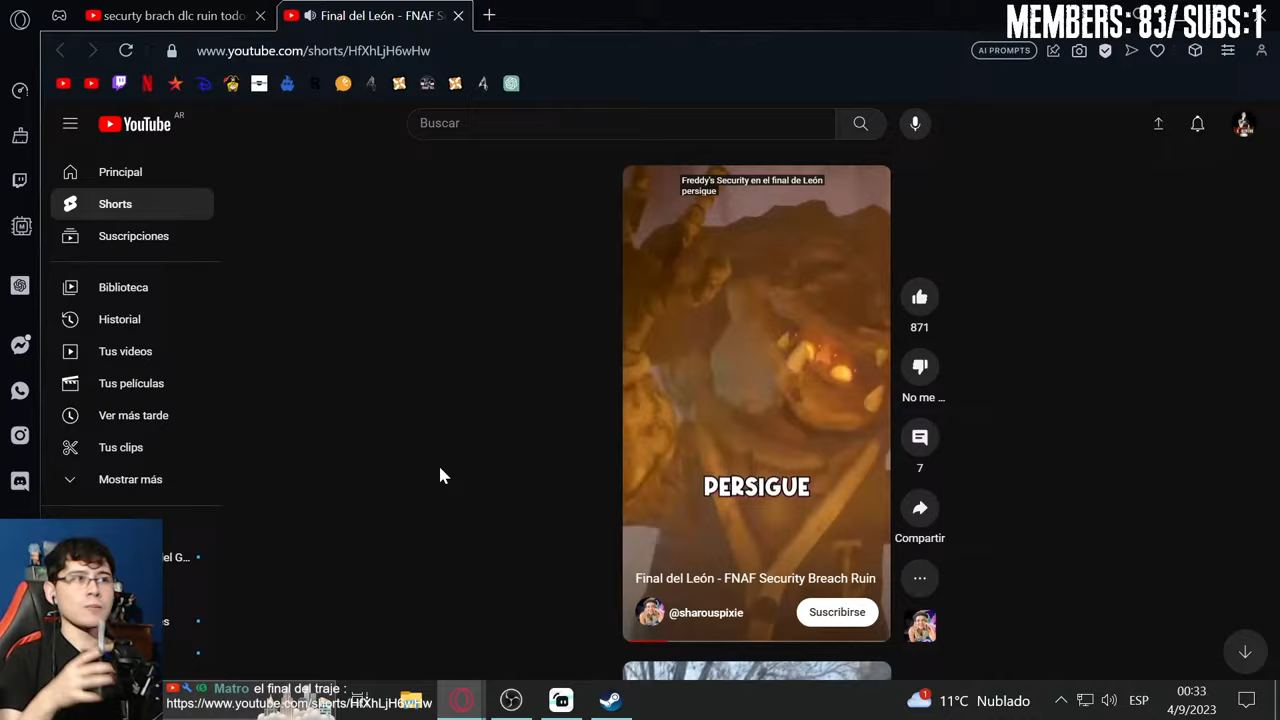 securty brach dlc ruin todo
Final del León - FNAF S
MEMBERS: 83/ SUBS:1
www.youtube.com/shorts/HfXhLjH6wHw
AI PROMPTS
YouTube
AR
Buscar
Principal
Shorts
Suscripciones
Biblioteca
Historial
Tus videos
Tus películas
Ver más tarde
Tus clips
Mostrar más
Freddy's Security en el final de León
persigue
PERSIGUE
Final del León - FNAF Security Breach Ruin
@sharouspixie
Suscribirse
871
No me ...
7
Compartir
el G...
Matro el final del traje :
https://www.youtube.com/shorts/HfXhLjH6wHw
1
11°C Nublado
ESP
00:33
4/9/2023